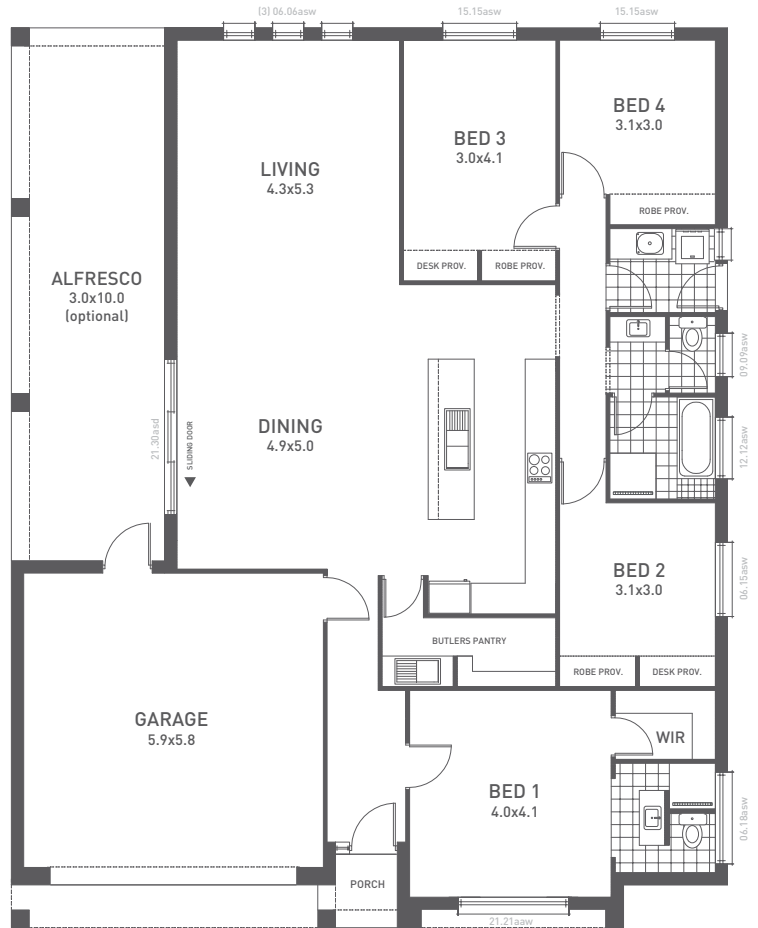 (3) 06.06asw
15.15asw
15.15asw
BED 4
3.1x3.0
BED 3
3.0x4.1
LIVING
4.3x5.3
ROBE PROV.
DESK PROV.
ROBE PROV.
ALFRESCO
3.0x10.0
(optional)
09.09asw
DINING
4.9x5.0
21.30asd
SLIDING DOOR
12.12asw
BED 2
3.1x3.0
06.15asw
BUTLERS PANTRY
ROBE PROV.
DESK PROV.
GARAGE
5.9x5.8
WIR
BED 1
4.0x4.1
06.18asw
PORCH
21.21aaw